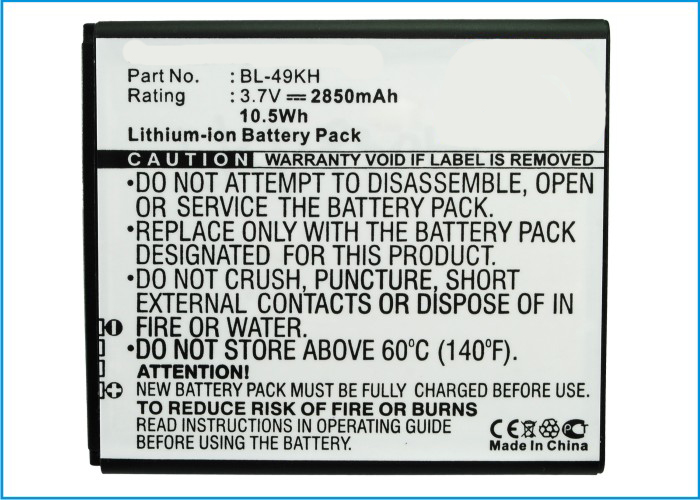 Part No. : BL-49KH
Rating : 3.7V ⎓ 2850mAh
10.5Wh
Lithium-ion Battery Pack
CAUTION: WARRANTY VOID IF LABEL IS REMOVED
•DO NOT ATTEMPT TO DISASSEMBLE, OPEN
OR SERVICE THE BATTERY PACK.
•REPLACE ONLY WITH THE BATTERY PACK
DESIGNATED FOR THIS PRODUCT
•DO NOT CRUSH, PUNCTURE, SHORT
EXTERNAL CONTACTS OR DISPOSE OF IN
FIRE OR WATER.
•DO NOT STORE ABOVE 60°C (140°F).
ATTENTION!
NEW BATTERY PACK MUST BE FULLY CHARGED BEFORE USE,
TO REDUCE RISK OF FIRE OR BURNS
READ INSTRUCTIONS IN OPERATING GUIDE
BEFORE USING THE BATTERY.
CE
Made In China